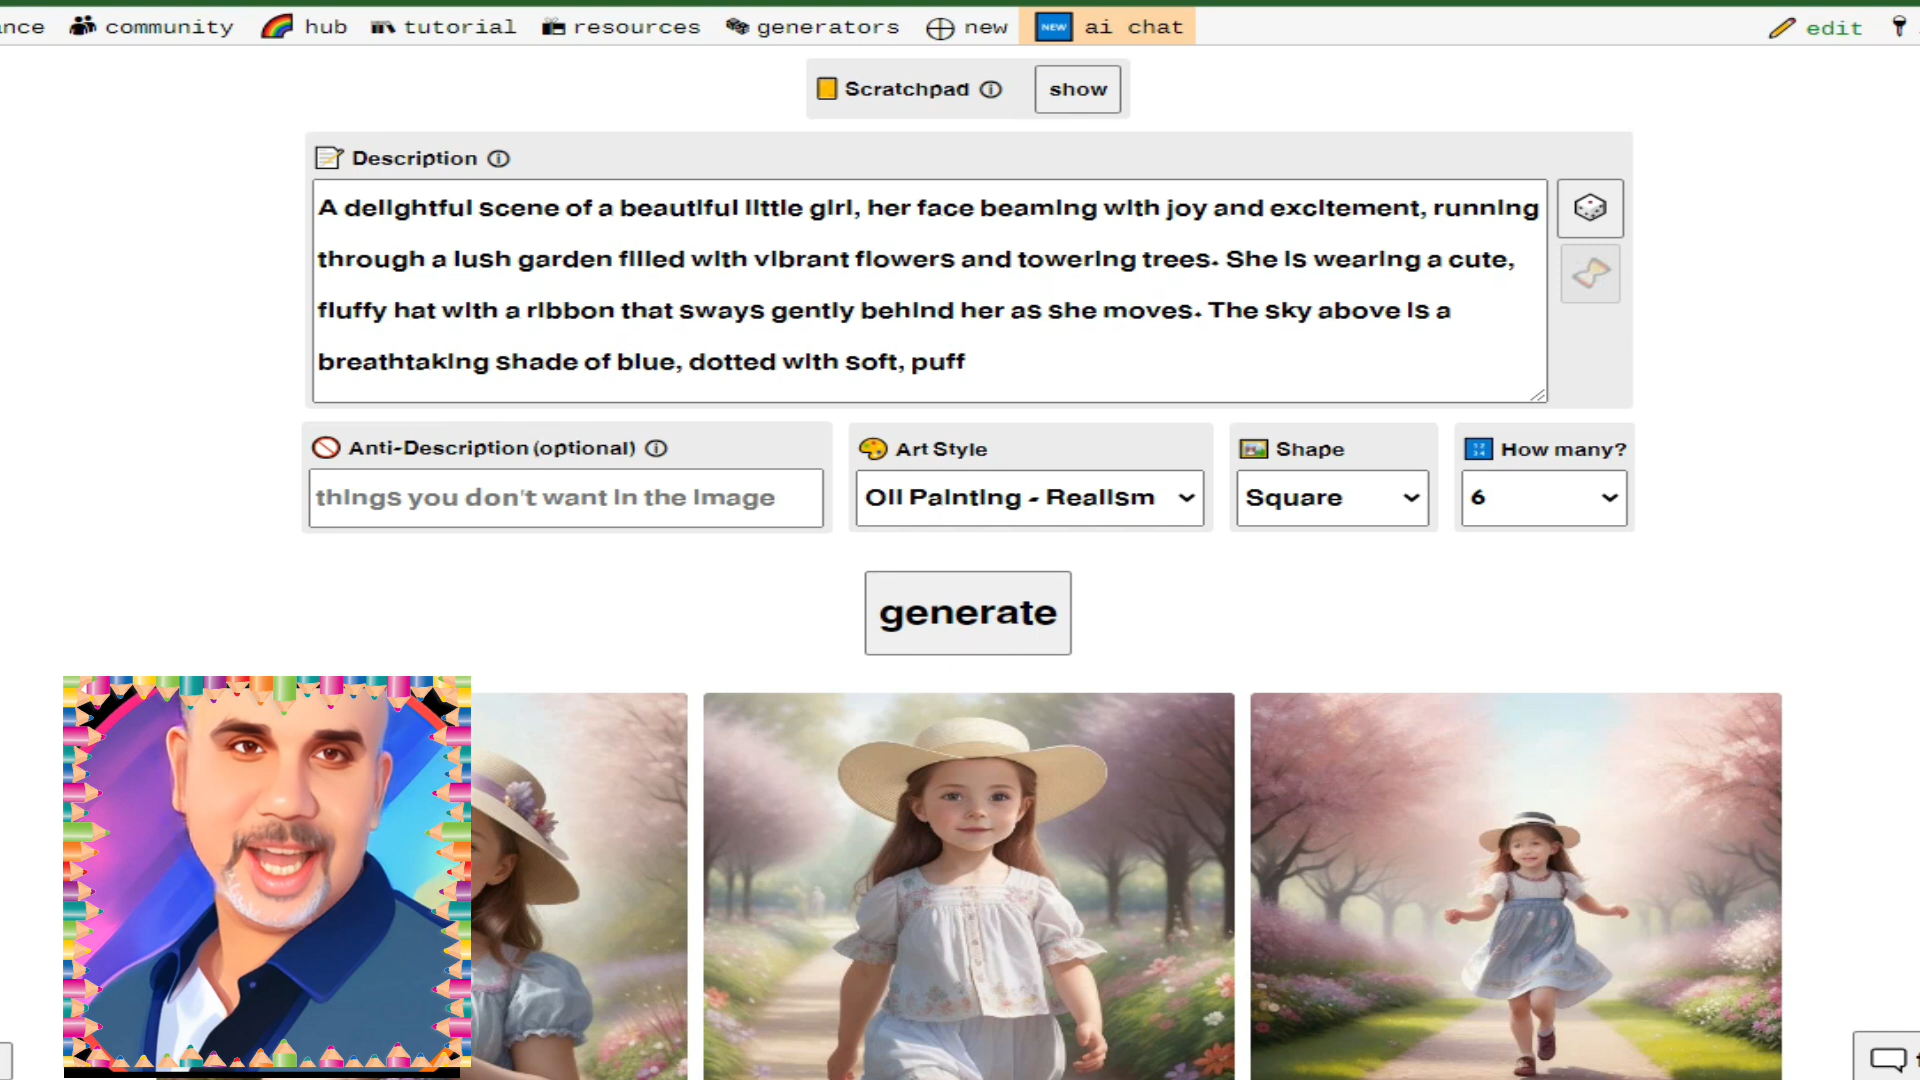 nce community hub tutorial resources generators new NEW ai chat edit
Scratchpad show
Description
A delightful scene of a beautiful little girl, her face beaming with joy and excitement, running
through a lush garden filled with vibrant flowers and towering trees. She is wearing a cute,
fluffy hat with a ribbon that sways gently behind her as she moves. The sky above is a
breathtaking shade of blue, dotted with soft, puff
Anti-Description (optional) Art Style Shape How many?
things you don't want in the image Oil Painting - Realism Square 6
generate